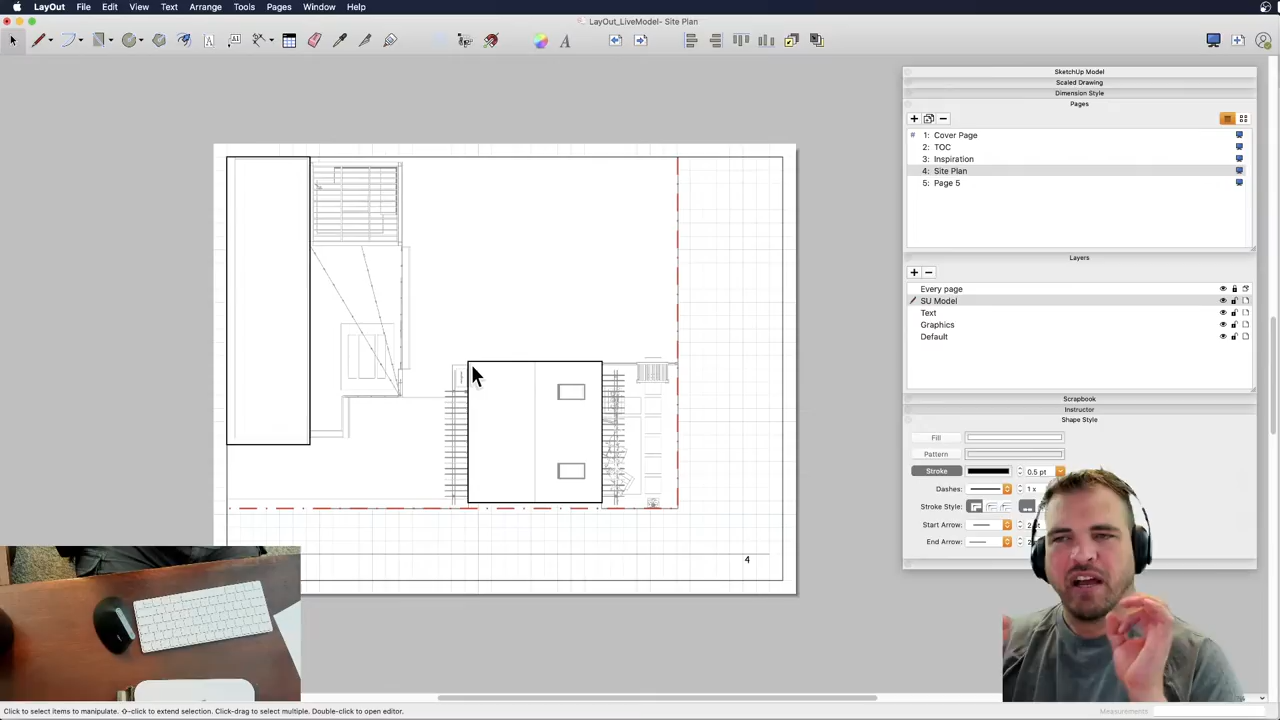 LayOut File Edit View Text Arrange Tools Pages Window Help
LayOut_LiveModel- Site Plan
SketchUp Model
Scaled Drawing
Dimension Style
Pages
# 1: Cover Page
2: TOC
3: Inspiration
4: Site Plan
5: Page 5
Layers
Every page
SU Model
Text
Graphics
Default
Scrapbook
Instructor
Shape Style
Fill
Pattern
Stroke 0.5 pt
Dashes: 1 x
Stroke Style:
Start Arrow: 2
End Arrow: 2
4
Click to select items to manipulate. ⇧-click to extend selection. Click-drag to select multiple. Double-click to open editor.
Measurements